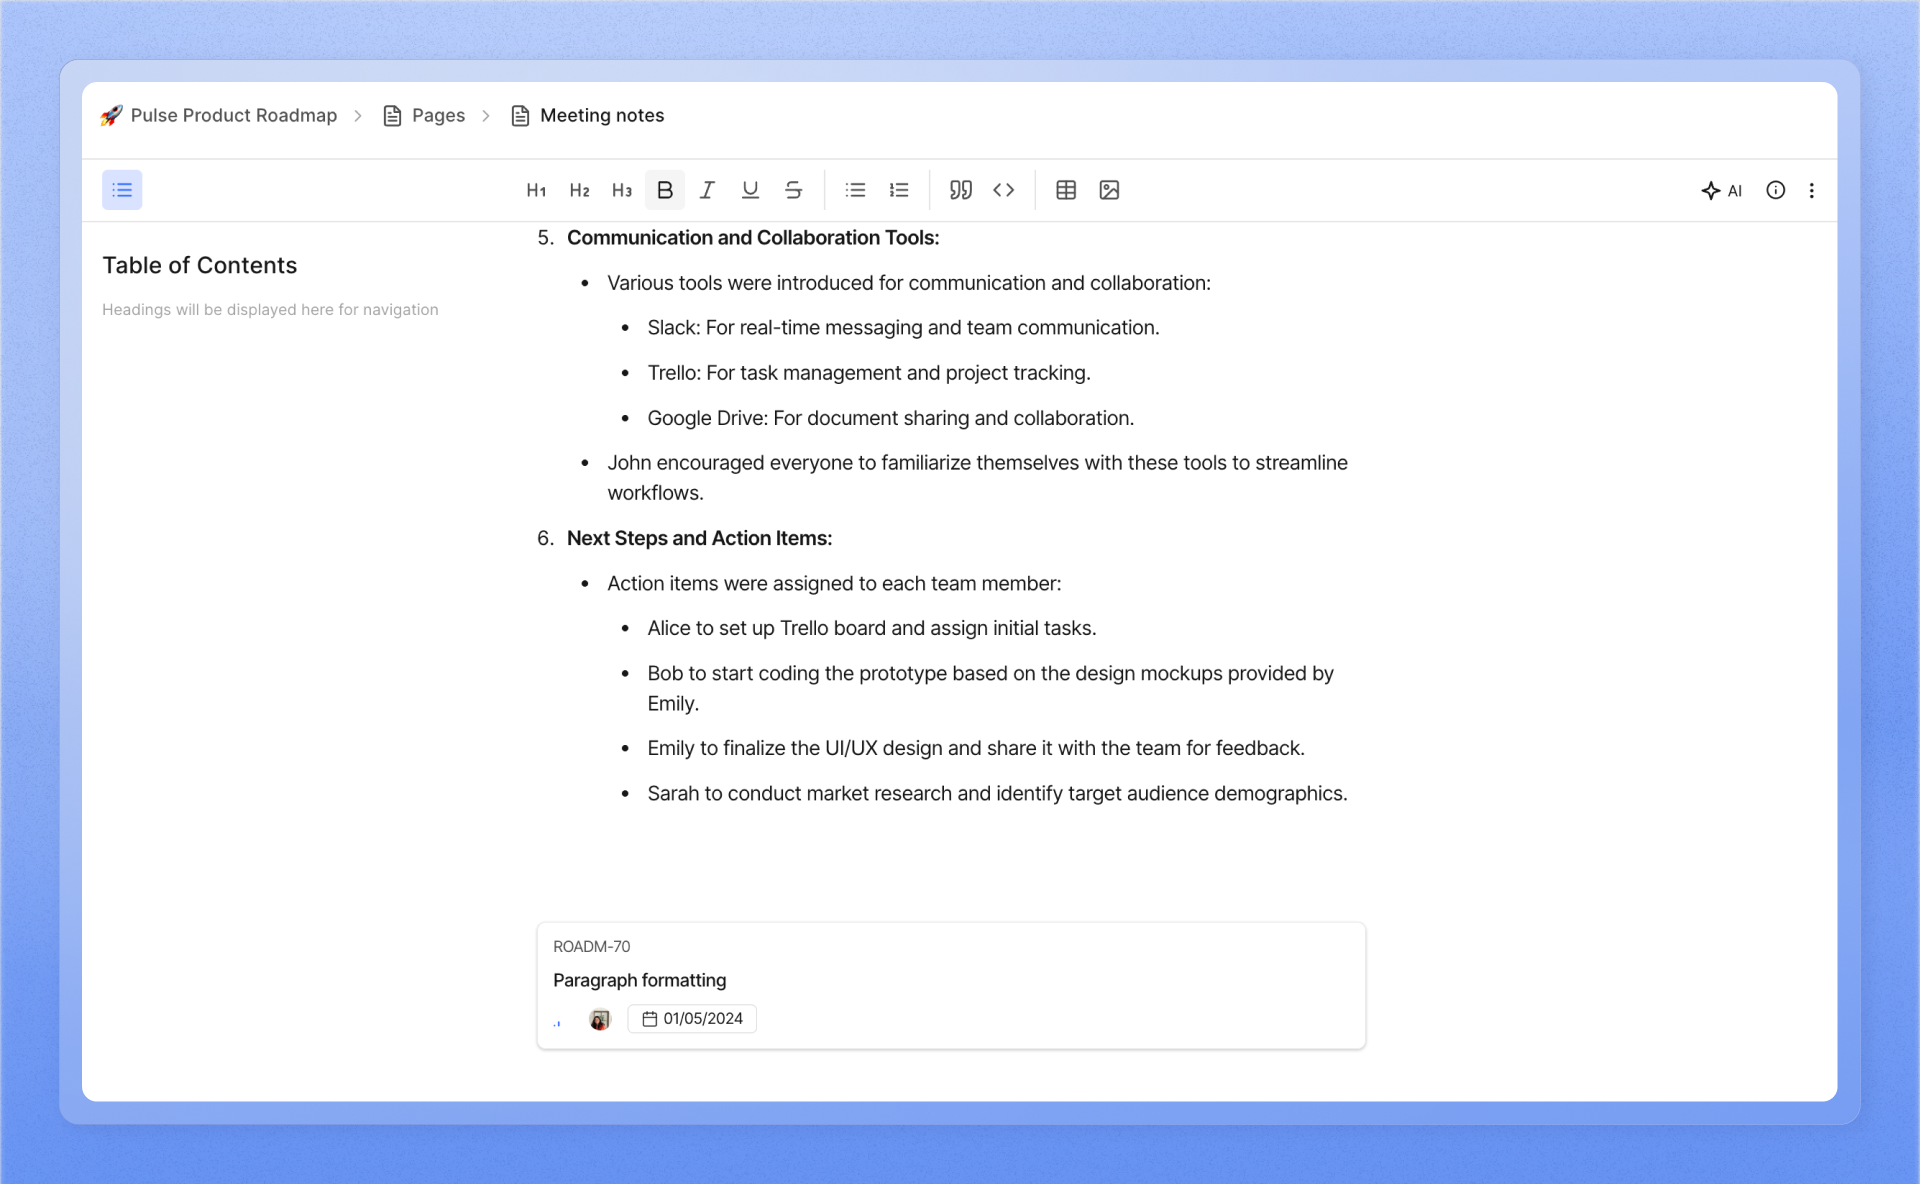 Pulse Product Roadmap
Pages
Meeting notes
H1
H2
H3
B
I
U
S
AI
Table of Contents
Headings will be displayed here for navigation
5. Communication and Collaboration Tools:
• Various tools were introduced for communication and collaboration:
• Slack: For real-time messaging and team communication.
• Trello: For task management and project tracking.
• Google Drive: For document sharing and collaboration.
• John encouraged everyone to familiarize themselves with these tools to streamline
workflows.
6. Next Steps and Action Items:
• Action items were assigned to each team member:
• Alice to set up Trello board and assign initial tasks.
• Bob to start coding the prototype based on the design mockups provided by
Emily.
• Emily to finalize the UI/UX design and share it with the team for feedback.
• Sarah to conduct market research and identify target audience demographics.
ROADM-70
Paragraph formatting
01/05/2024